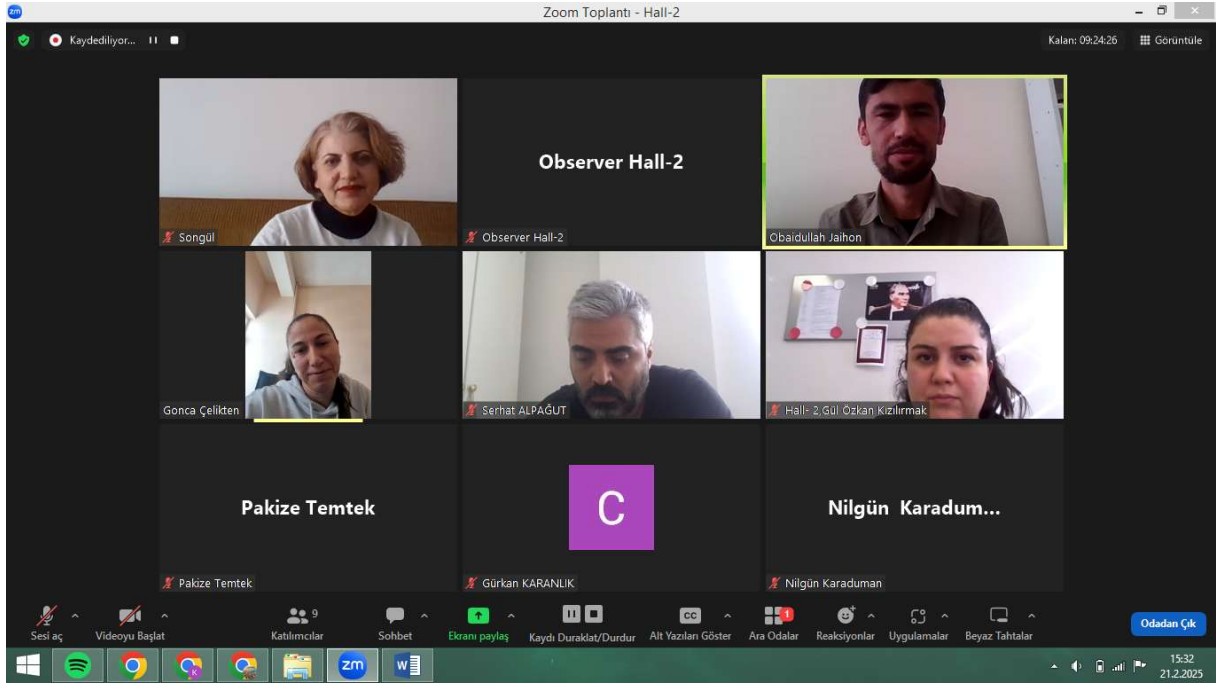 zm
Zoom Toplantı - Hall-2
Kaydediliyor...
Kalan: 09:24:26
Görüntüle
Songül
Observer Hall-2
Observer Hall-2
Obaidullah Jaihon
Gonca Çelikten
Serhat ALPAĞUT
Hall- 2,Gül Özkan Kızılırmak
Pakize Temtek
Pakize Temtek
C
Gürkan KARANLIK
Nilgün Karadum...
Nilgün Karaduman
Sesi aç
Videoyu Başlat
9
Katılımcılar
Sohbet
Ekranı paylaş
Kaydı Duraklat/Durdur
CC
Alt Yazıları Göster
1
Ara Odalar
Reaksiyonlar
Uygulamalar
Beyaz Tahtalar
Odadan Çık
K
zm
W
15:32
21.2.2025